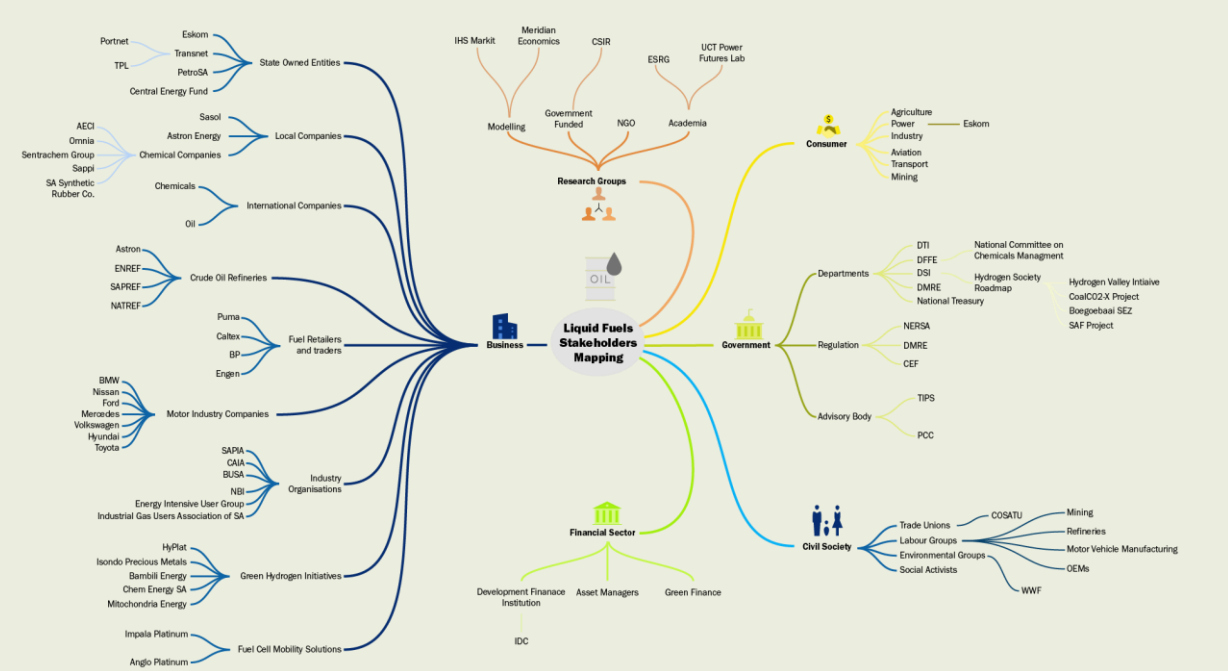 Portnet
TPL
Eskom
Transnet
PetroSA
Central Energy Fund
State Owned Entities
AECI
Omnia
Sentrachem Group
Sappi
SA Synthetic
Rubber Co.
Sasol
Astron Energy
Chemical Companies
Local Companies
Chemicals
Oil
International Companies
Astron
ENREF
SAPREF
NATREF
Crude Oil Refineries
Puma
Caltex
BP
Engen
Fuel Retailers
and traders
BMW
Nissan
Ford
Mercedes
Volkswagen
Hyundai
Toyota
Motor Industry Companies
SAPIA
CAIA
BUSA
NBI
Energy Intensive User Group
Industrial Gas Users Association of SA
Industry
Organisations
HyPlat
Isondo Precious Metals
Bambili Energy
Chem Energy SA
Mitochondria Energy
Green Hydrogen Initiatives
Impala Platinum
Anglo Platinum
Fuel Cell Mobility Solutions
Business
IHS Markit
Meridian
Economics
CSIR
ESRG
UCT Power
Futures Lab
Modelling
Government
Funded
NGO
Academia
Research Groups
OIL
Liquid Fuels
Stakeholders
Mapping
Financial Sector
Development Finanace
Institution
Asset Managers
Green Finance
IDC
$
Consumer
Agriculture
Power
Eskom
Industry
Aviation
Transport
Mining
Government
Departments
DTI
DFFE
DSI
DMRE
National Treasury
National Committee on
Chemicals Managment
Hydrogen Society
Roadmap
Hydrogen Valley Intiaive
CoalCO2-X Project
Boegoebaai SEZ
SAF Project
Regulation
NERSA
DMRE
CEF
Advisory Body
TIPS
PCC
Civil Society
Trade Unions
Labour Groups
Environmental Groups
Social Activists
COSATU
Mining
Refineries
Motor Vehicle Manufacturing
OEMs
WWF